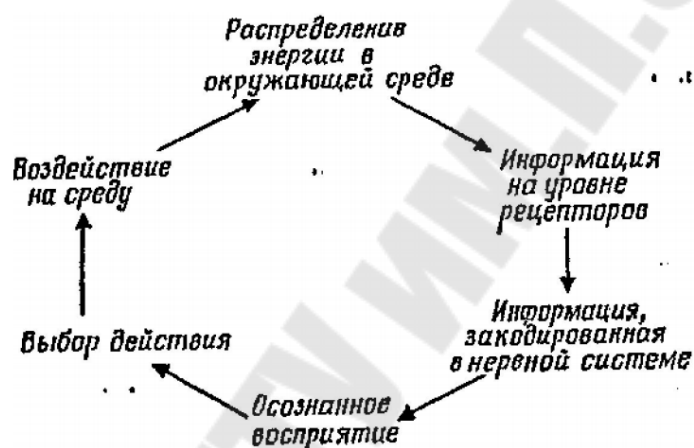 Распределение
энергии в
окружающей среде
Информация
на уровне
рецепторов
Информация,
закодированная
в нервной системе
Осознанное
восприятие
Выбор действия
Воздействие
на среду